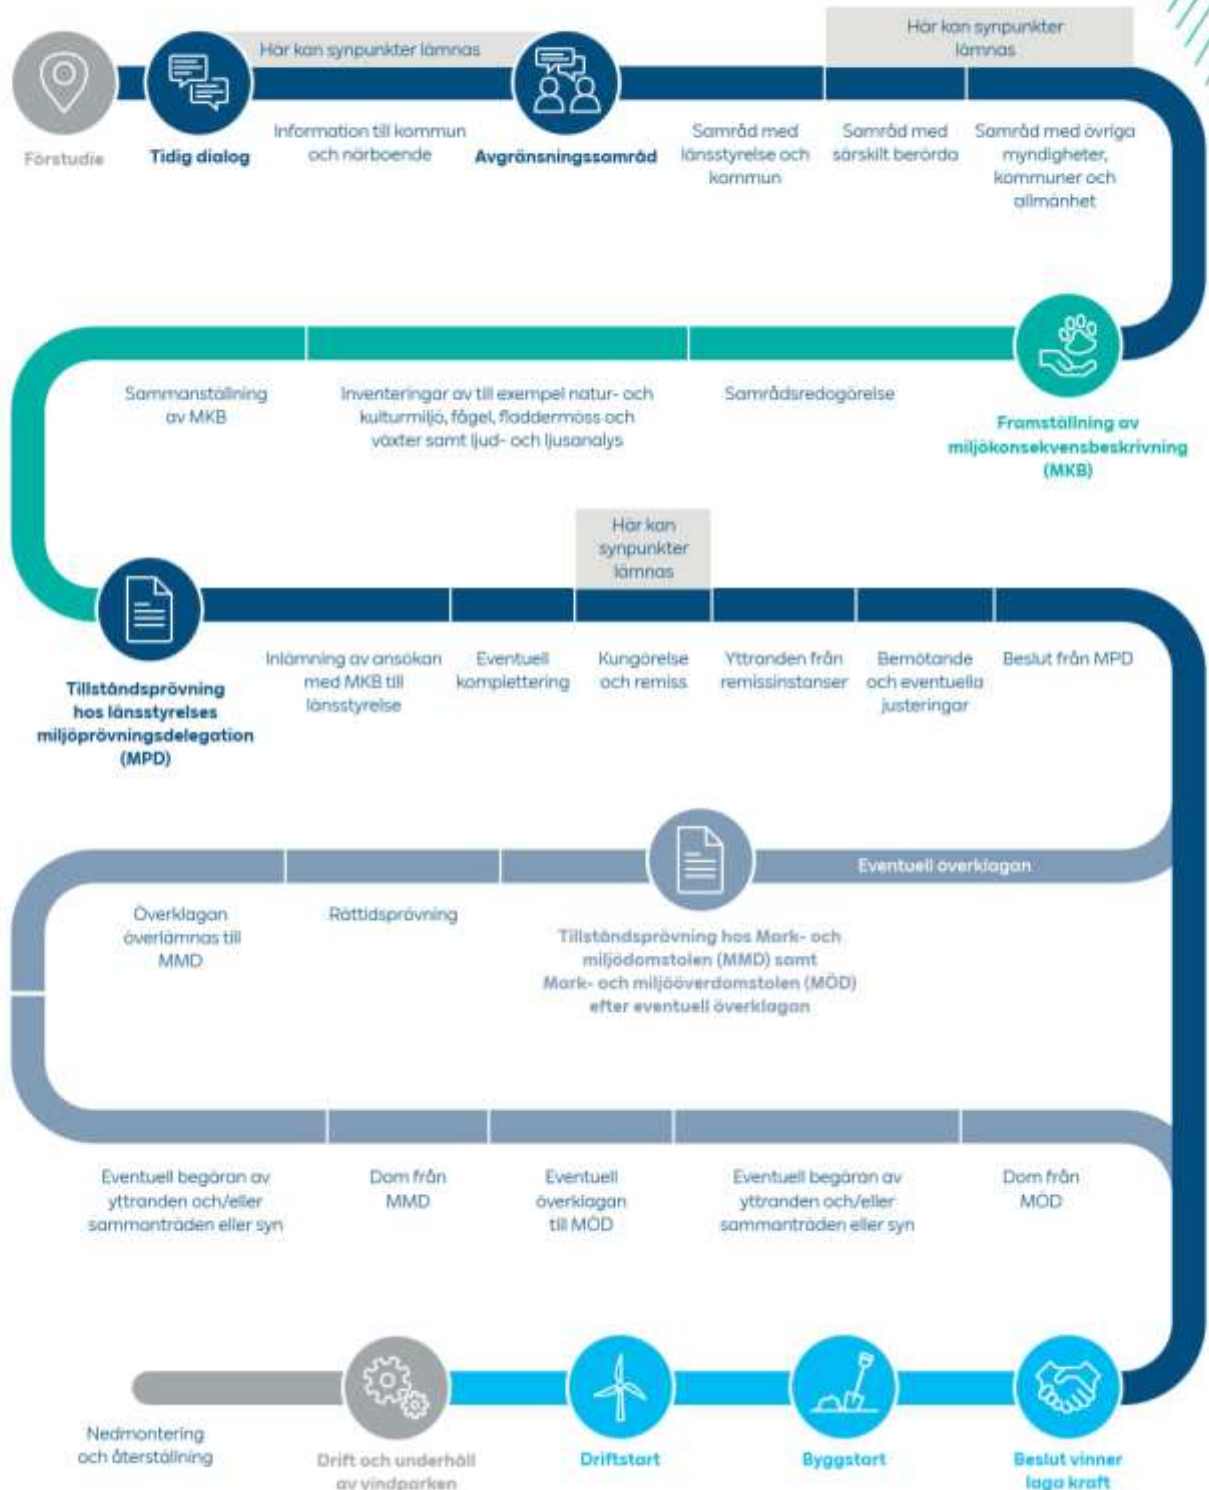 Här kan synpunkter lämnas
Här kan synpunkter
lämnas
Förstudie
Tidig dialog
Information till kommun
och närboende
Avgränsningssamråd
Samråd med
länsstyrelse och
kommun
Samråd med
särskilt berörda
Samråd med övriga
myndigheter,
kommuner och
allmänhet
Framställning av
miljökonsekvensbeskrivning
(MKB)
Samrådsredogörelse
Inventeringar av till exempel natur- och
kulturmiljö, fågel, fladdermöss och
växter samt ljud- och ljusanalys
Sammanställning
av MKB
Här kan
synpunkter
lämnas
Tillståndsprövning
hos länsstyrelses
miljöprövningsdelegation
(MPD)
Inlämning av ansökan
med MKB till
länsstyrelse
Eventuell
komplettering
Kungörelse
och remiss
Yttranden från
remissinstanser
Bemötande
och eventuella
justeringar
Beslut från MPD
Eventuell överklagan
Tillståndsprövning hos Mark- och
miljödomstolen (MMD) samt
Mark- och miljööverdomstolen (MÖD)
efter eventuell överklagan
Rättidsprövning
Överklagan
överlämnas till
MMD
Eventuell begäran av
yttranden och/eller
sammanträden eller syn
Dom från
MMD
Eventuell
överklagan
till MÖD
Eventuell begäran av
yttranden och/eller
sammanträden eller syn
Dom från
MÖD
Beslut vinner
laga kraft
Byggstart
Driftstart
Drift och underhåll
av vindparken
Nedmontering
och återställning